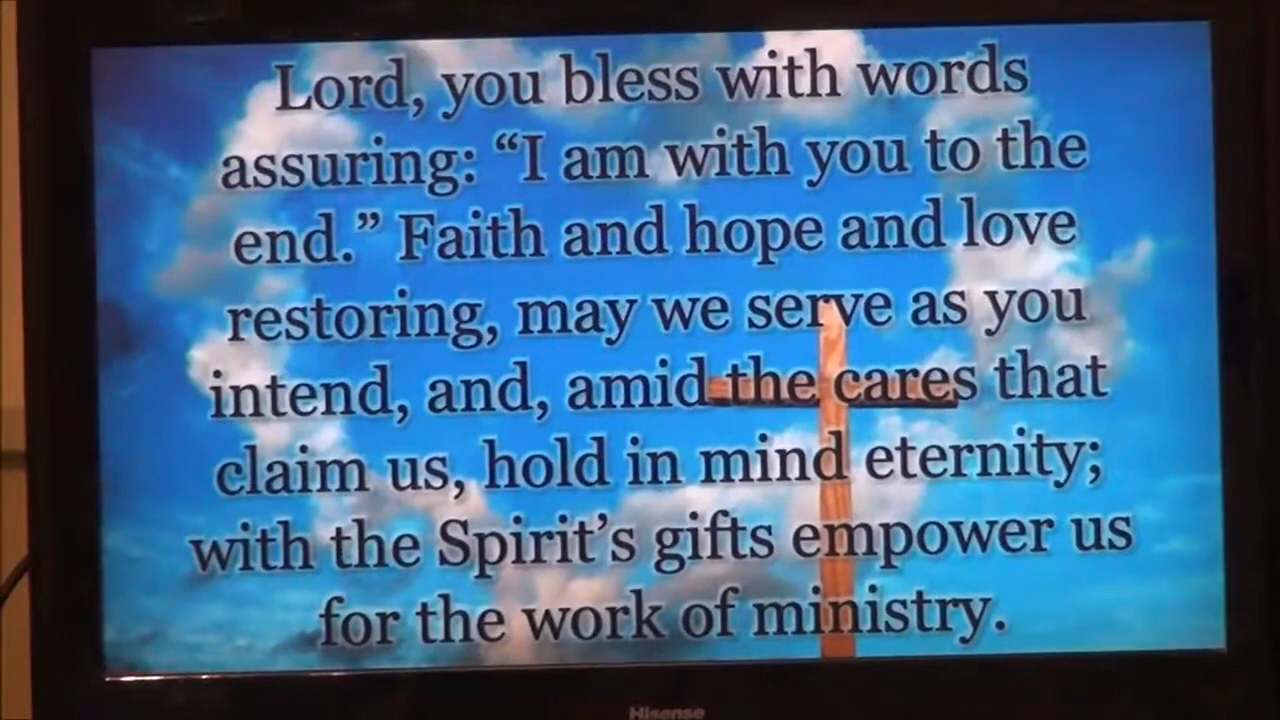 Lord, you bless with words
assuring: “I am with you to the
end.” Faith and hope and love
restoring, may we serve as you
intend, and, amid the cares that
claim us, hold in mind eternity;
with the Spirit’s gifts empower us
for the work of ministry.
Hisense